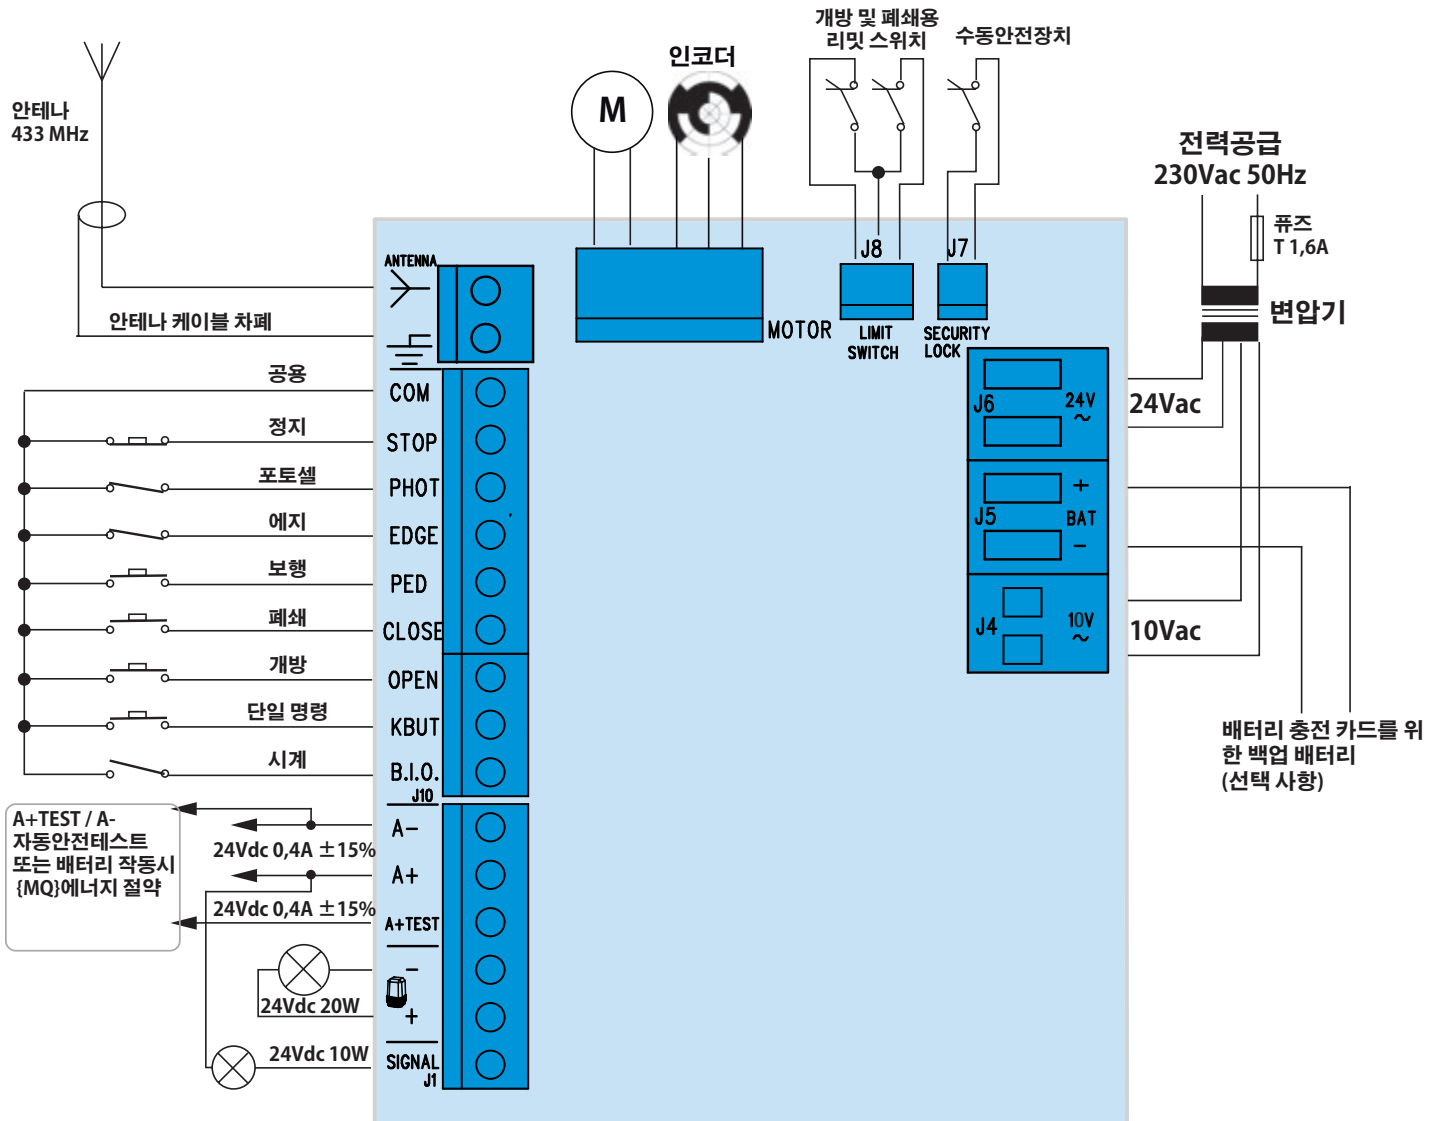 개방 및 폐쇄용
리밋 스위치
수동안전장치
인코더
M
안테나
433 MHz
전력공급
230Vac 50Hz
퓨즈
T 1,6A
변압기
ANTENNA
안테나 케이블 차폐
MOTOR
J8
LIMIT
SWITCH
J7
SECURITY
LOCK
공용
COM
정지
STOP
포토셀
PHOT
에지
EDGE
보행
PED
폐쇄
CLOSE
개방
OPEN
단일 명령
KBUT
시계
B.I.O.
J10
J6
24V
~
24Vac
J5
+
BAT
−
J4
10V
~
10Vac
배터리 충전 카드를 위
한 백업 배터리
(선택 사항)
A+TEST / A-
자동안전테스트
또는 배터리 작동시
{MQ}에너지 절약
A−
24Vdc 0,4A ±15%
A+
24Vdc 0,4A ±15%
A+TEST
−
24Vdc 20W
+
24Vdc 10W
SIGNAL
J1